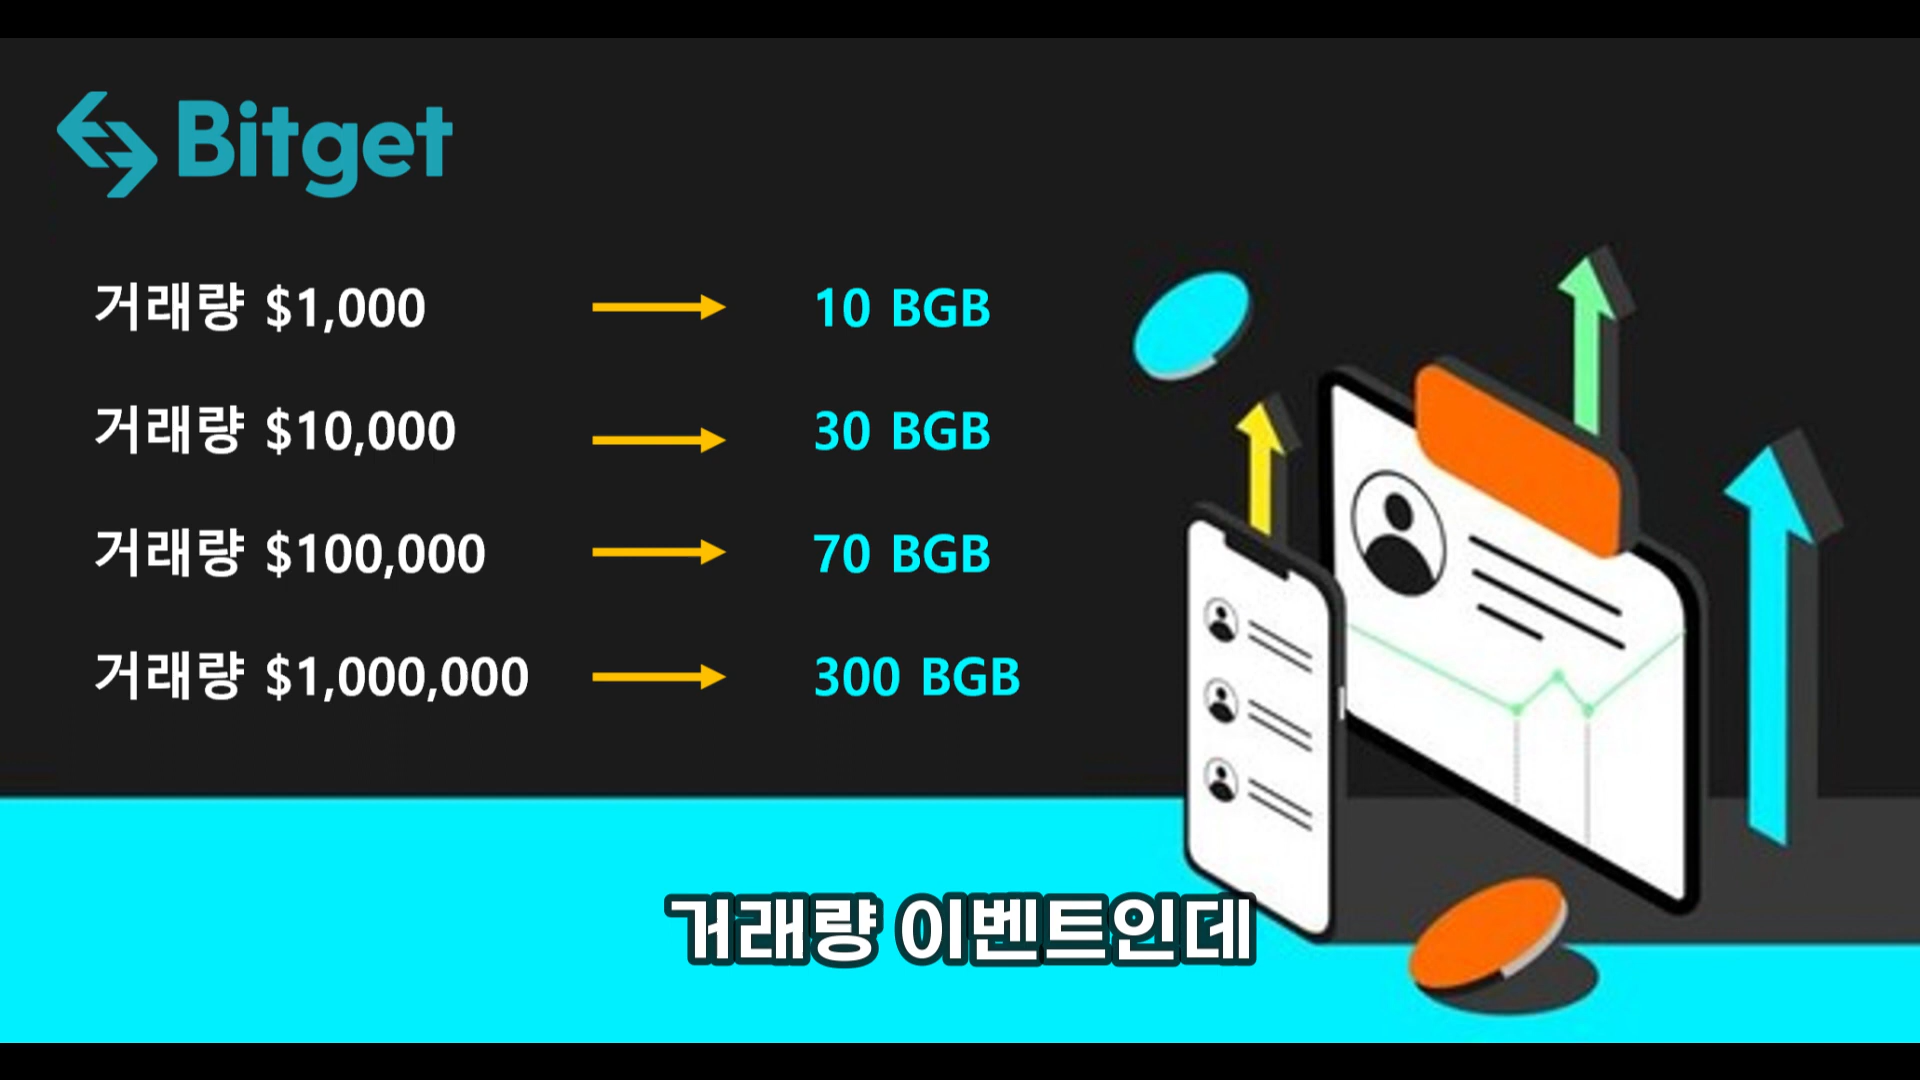 Bitget
거래량 $1,000 10 BGB
거래량 $10,000 30 BGB
거래량 $100,000 70 BGB
거래량 $1,000,000 300 BGB
거래량 이벤트인데